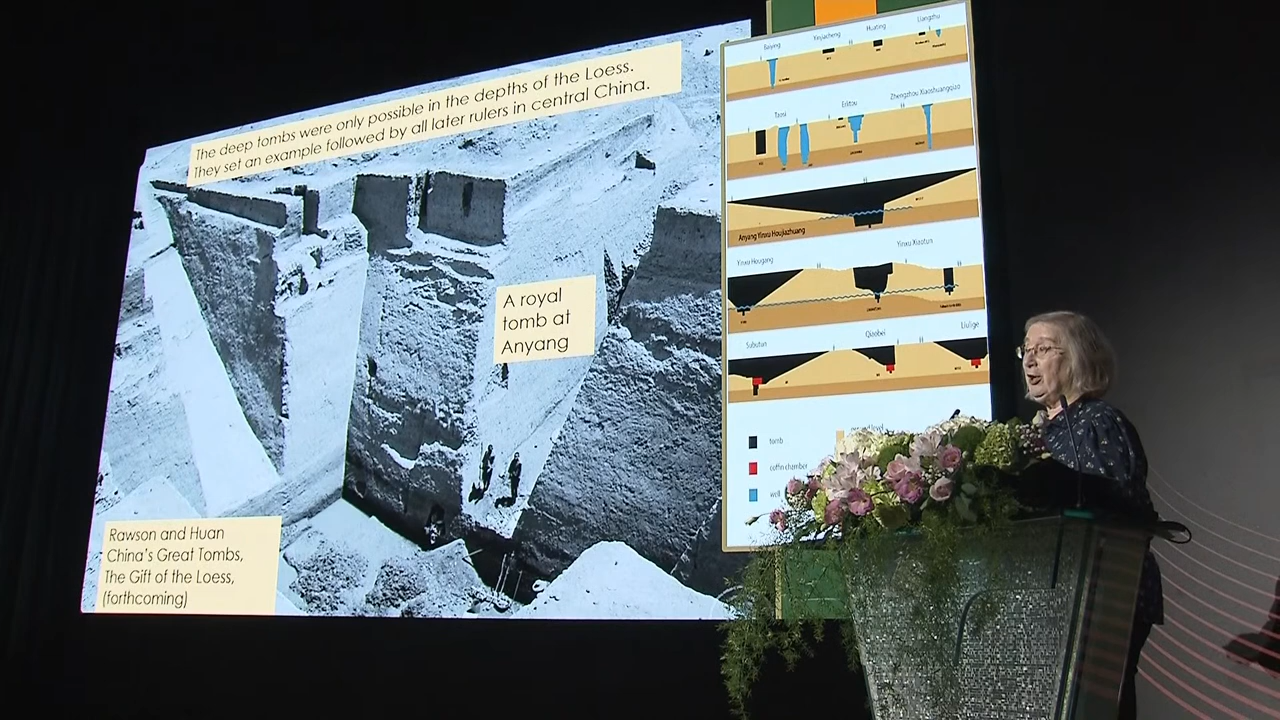 The deep tombs were only possible in the depths of the Loess.
They set an example followed by all later rulers in central China.
A royal
tomb at
Anyang
Rawson and Huan
China's Great Tombs,
The Gift of the Loess,
(forthcoming)
Baiying
Xinjiacheng
Huating
Liangzhu
Taosi
Erlitou
Zhengzhou Xiaoshuangqiao
Anyang Yinxu Houjiazhuang
Yinxu Hougang
Yinxu Xiaotun
Subutun
Qiaobei
Liulige
tomb
coffin chamber
well
ground level